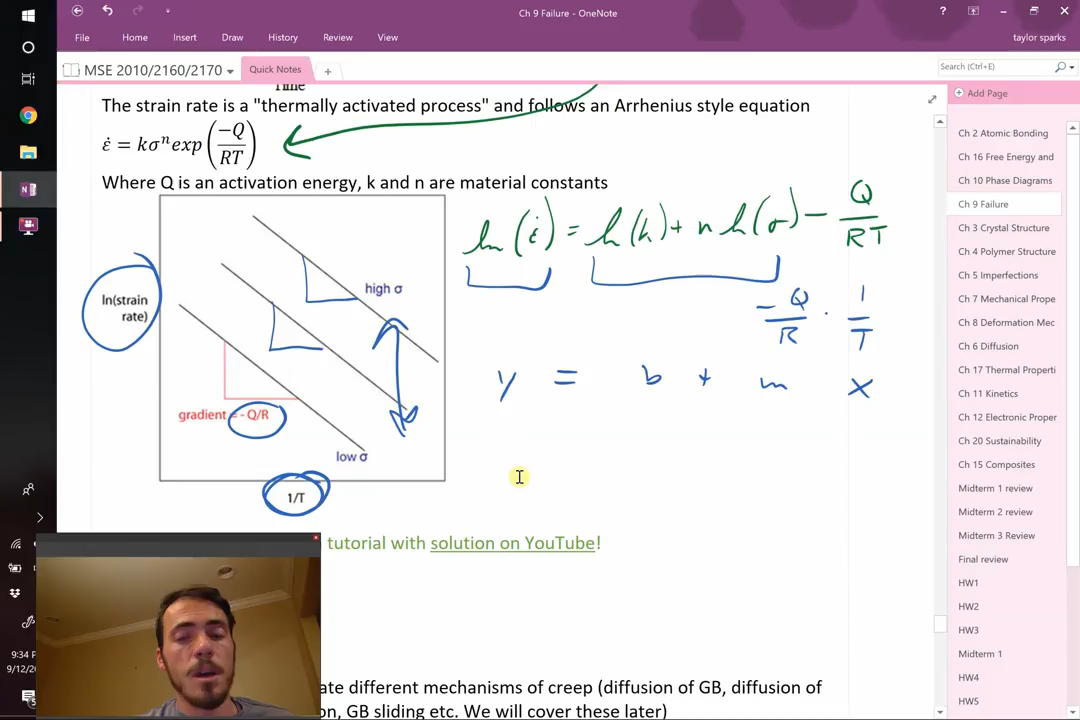 Ch 9 Failure - OneNote
taylor sparks
File Home Insert Draw History Review View
MSE 2010/2160/2170
Quick Notes
Search (Ctrl+E)
Add Page
Time
The strain rate is a "thermally activated process" and follows an Arrhenius style equation
ε̇ = kσⁿexp(-Q/RT)
Where Q is an activation energy, k and n are material constants
ln(ε̇) = ln(k) + n ln(σ) - Q/RT
-Q/R · 1/T
y = b + m x
ln(strain
rate)
high σ
gradient = - Q/R
low σ
1/T
tutorial with solution on YouTube!
ate different mechanisms of creep (diffusion of GB, diffusion of
on, GB sliding etc. We will cover these later)
Ch 2 Atomic Bonding
Ch 16 Free Energy and
Ch 10 Phase Diagrams
Ch 9 Failure
Ch 3 Crystal Structure
Ch 4 Polymer Structure
Ch 5 Imperfections
Ch 7 Mechanical Prope
Ch 8 Deformation Mec
Ch 6 Diffusion
Ch 17 Thermal Properti
Ch 11 Kinetics
Ch 12 Electronic Proper
Ch 20 Sustainability
Ch 15 Composites
Midterm 1 review
Midterm 2 review
Midterm 3 Review
Final review
HW1
HW2
HW3
Midterm 1
HW4
HW5
9:34 P
9/12/20